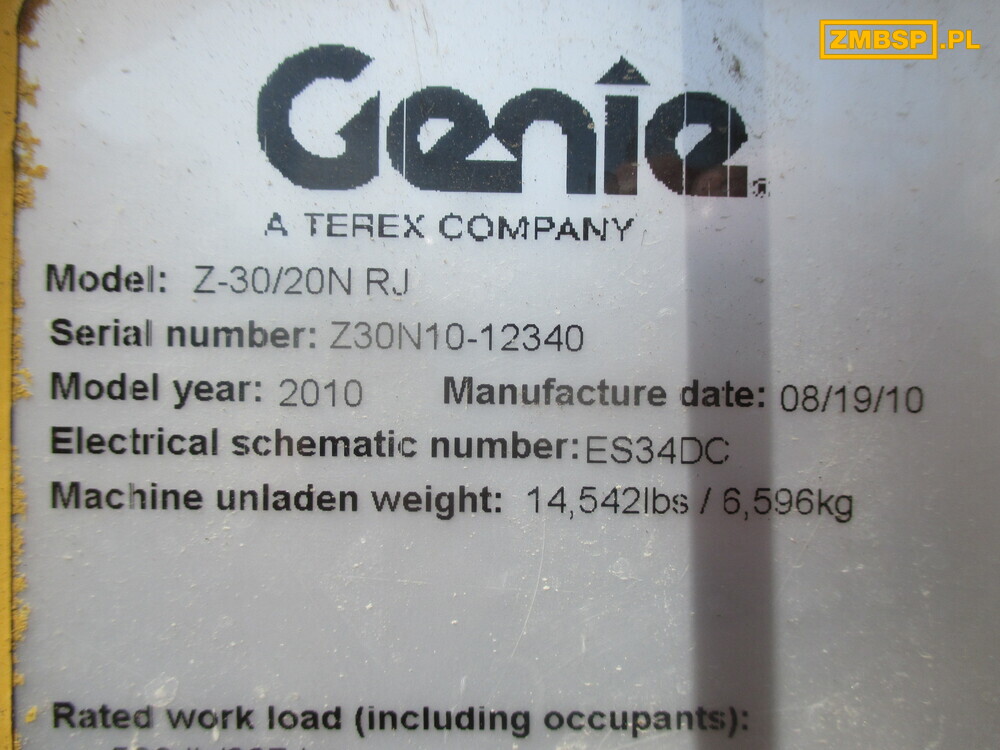 ZMBSP.PL
Genie
A TEREX COMPANY
Model: Z-30/20N RJ
Serial number: Z30N10-12340
Model year: 2010 Manufacture date: 08/19/10
Electrical schematic number: ES34DC
Machine unladen weight: 14,542lbs / 6,596kg
Rated work load (including occupants):